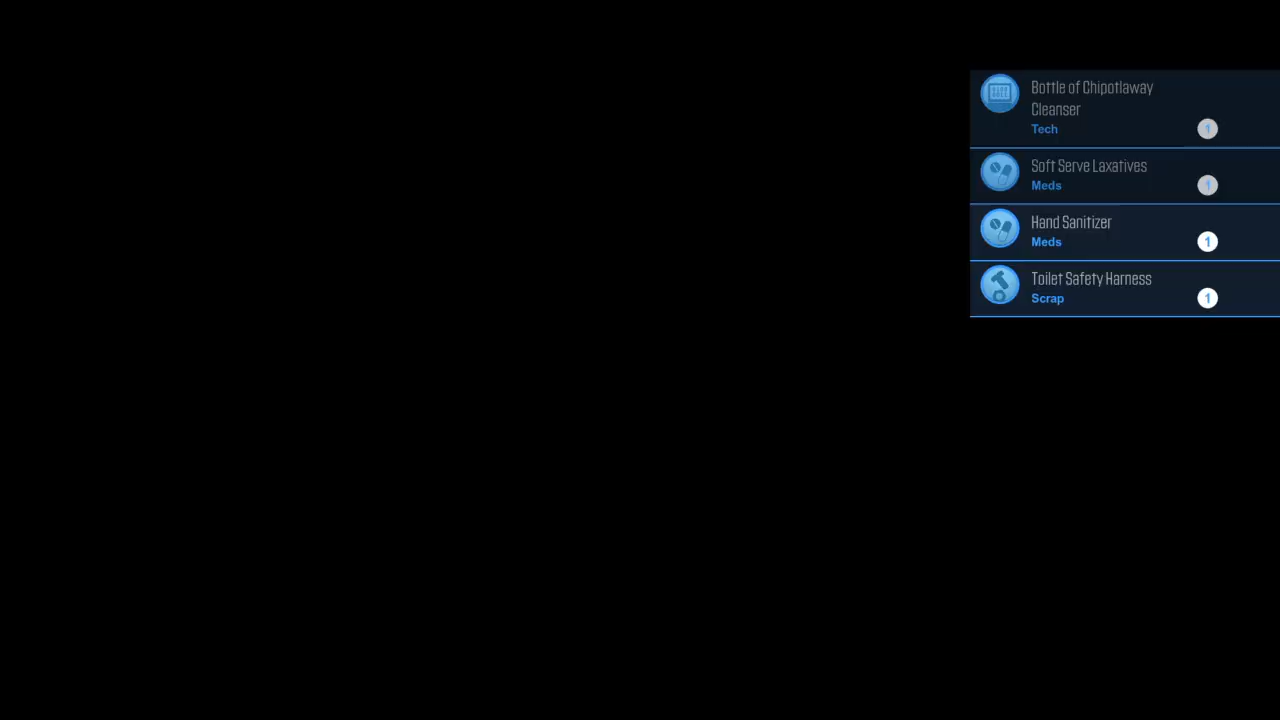 Bottle of Chipotlaway
Cleanser
Tech
1
Soft Serve Laxatives
Meds
1
Hand Sanitizer
Meds
1
Toilet Safety Harness
Scrap
1